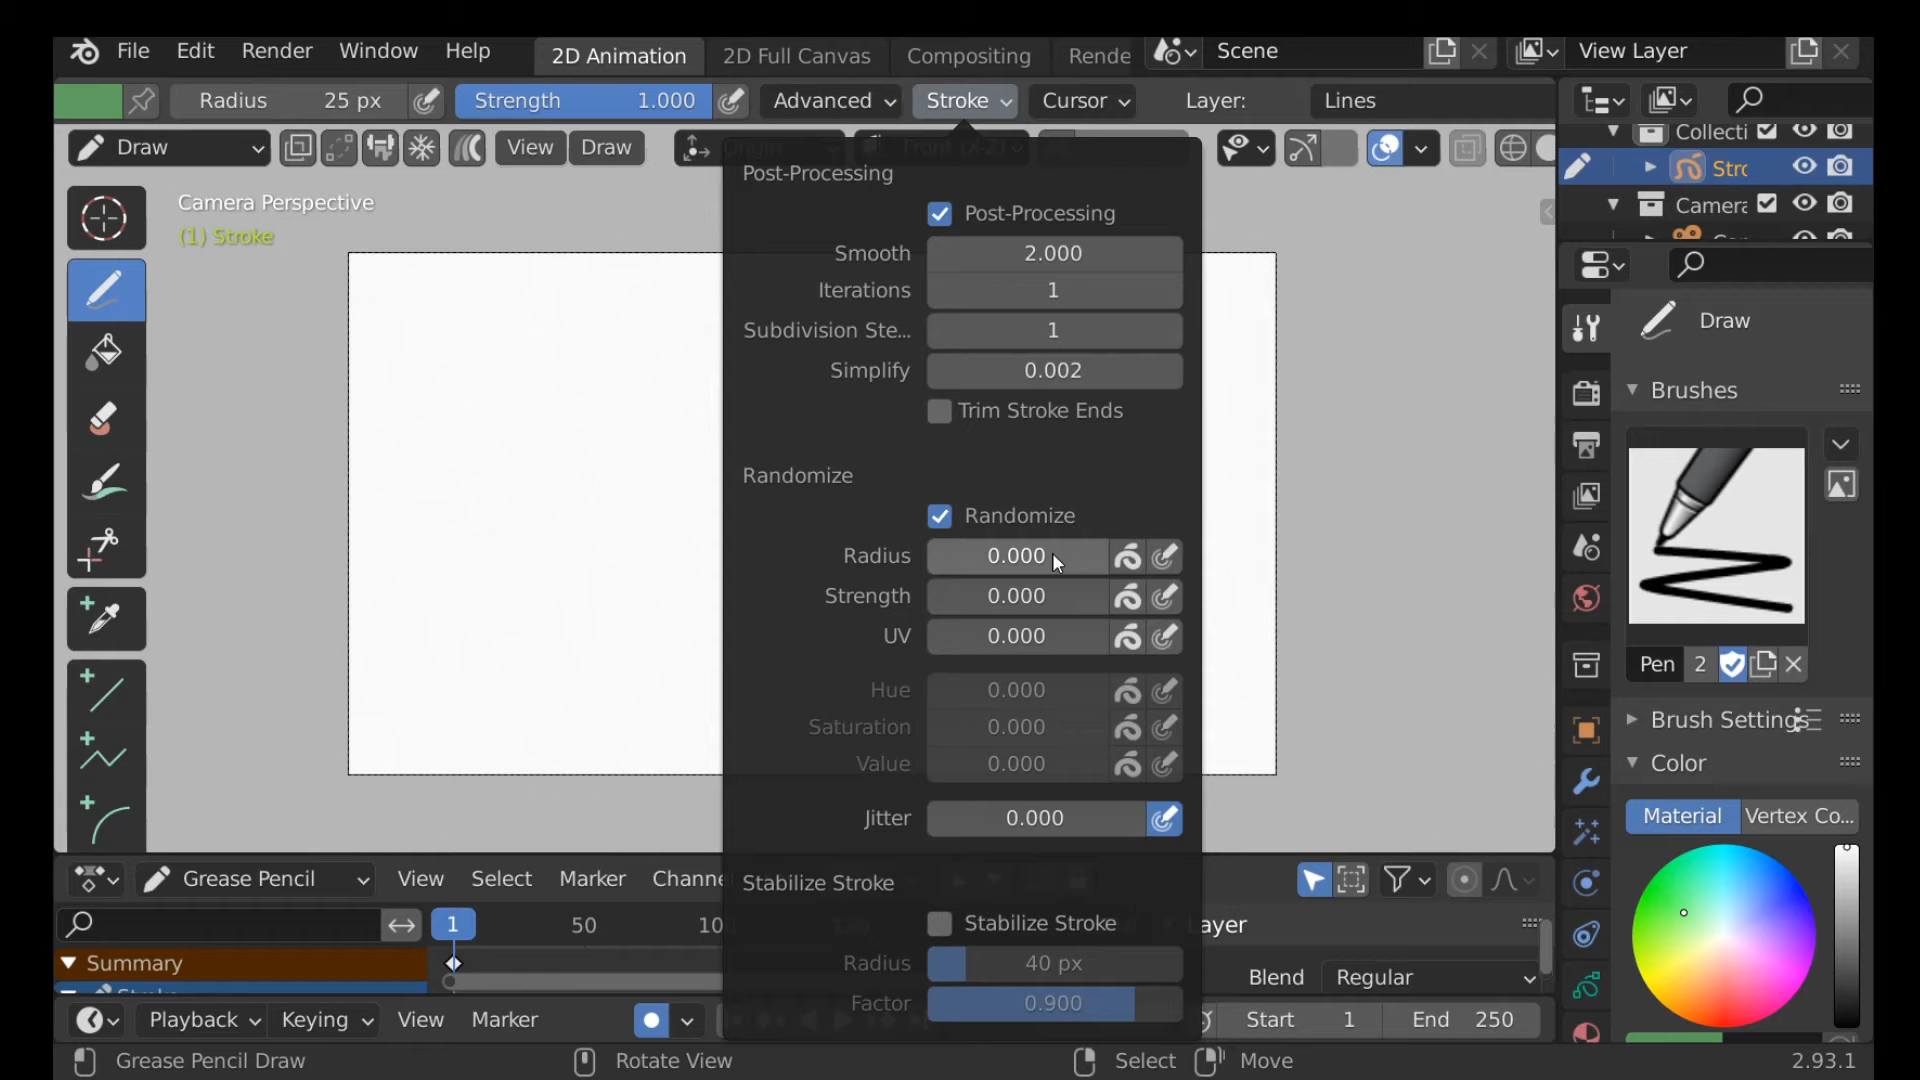 File Edit Render Window Help 2D Animation 2D Full Canvas Compositing Rende Scene View Layer
Radius 25 px Strength 1.000 Advanced Stroke Cursor Layer: Lines
Draw View Draw
Collecti
Stro
Camera
Camera Perspective
(1) Stroke
Post-Processing
Post-Processing
Smooth 2.000
Iterations 1
Subdivision Ste... 1
Simplify 0.002
Trim Stroke Ends
Randomize
Randomize
Radius 0.000
Strength 0.000
UV 0.000
Hue 0.000
Saturation 0.000
Value 0.000
Jitter 0.000
Stabilize Stroke
Stabilize Stroke
Radius 40 px
Factor 0.900
Draw
Brushes
Pen 2
Brush Settings
Color
Material Vertex Co...
Grease Pencil View Select Marker Channe
1 50 10
Summary
ayer
Blend Regular
Playback Keying View Marker Start 1 End 250
Grease Pencil Draw Rotate View Select Move 2.93.1